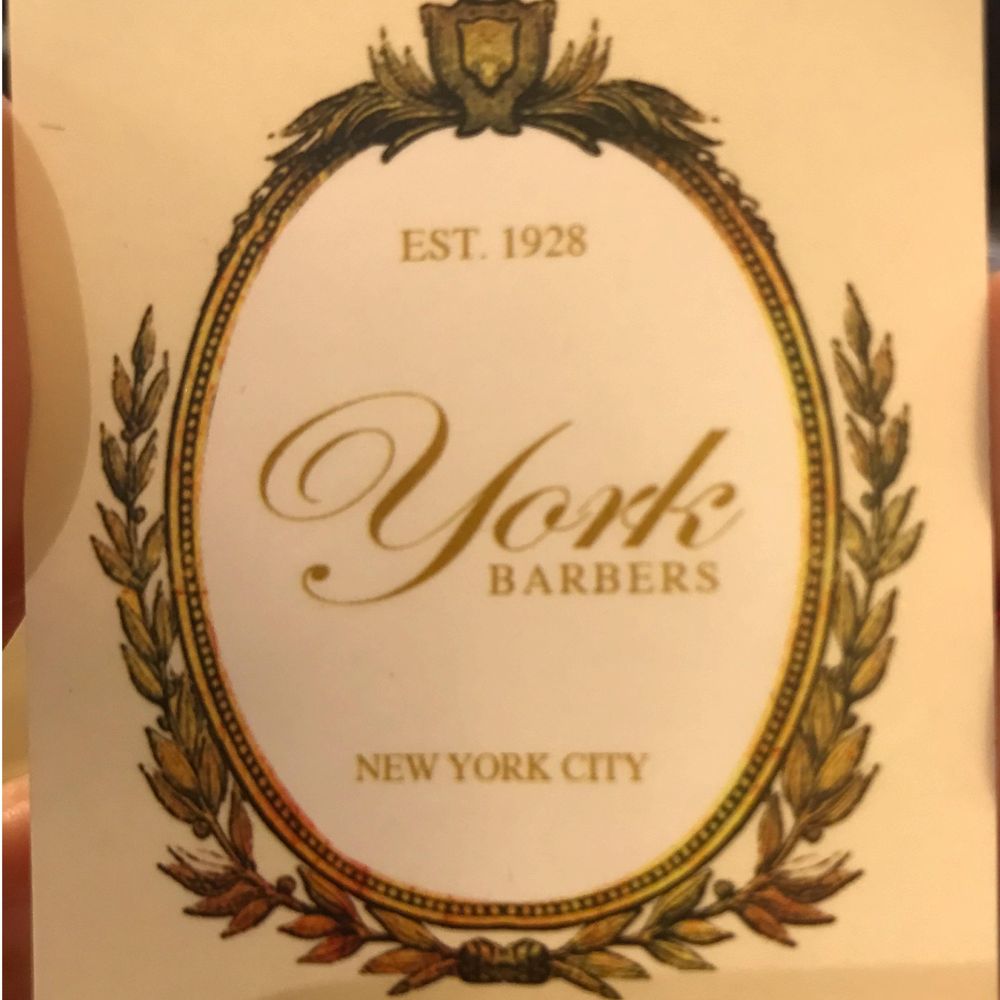 EST. 1928
York
BARBERS
NEW YORK CITY